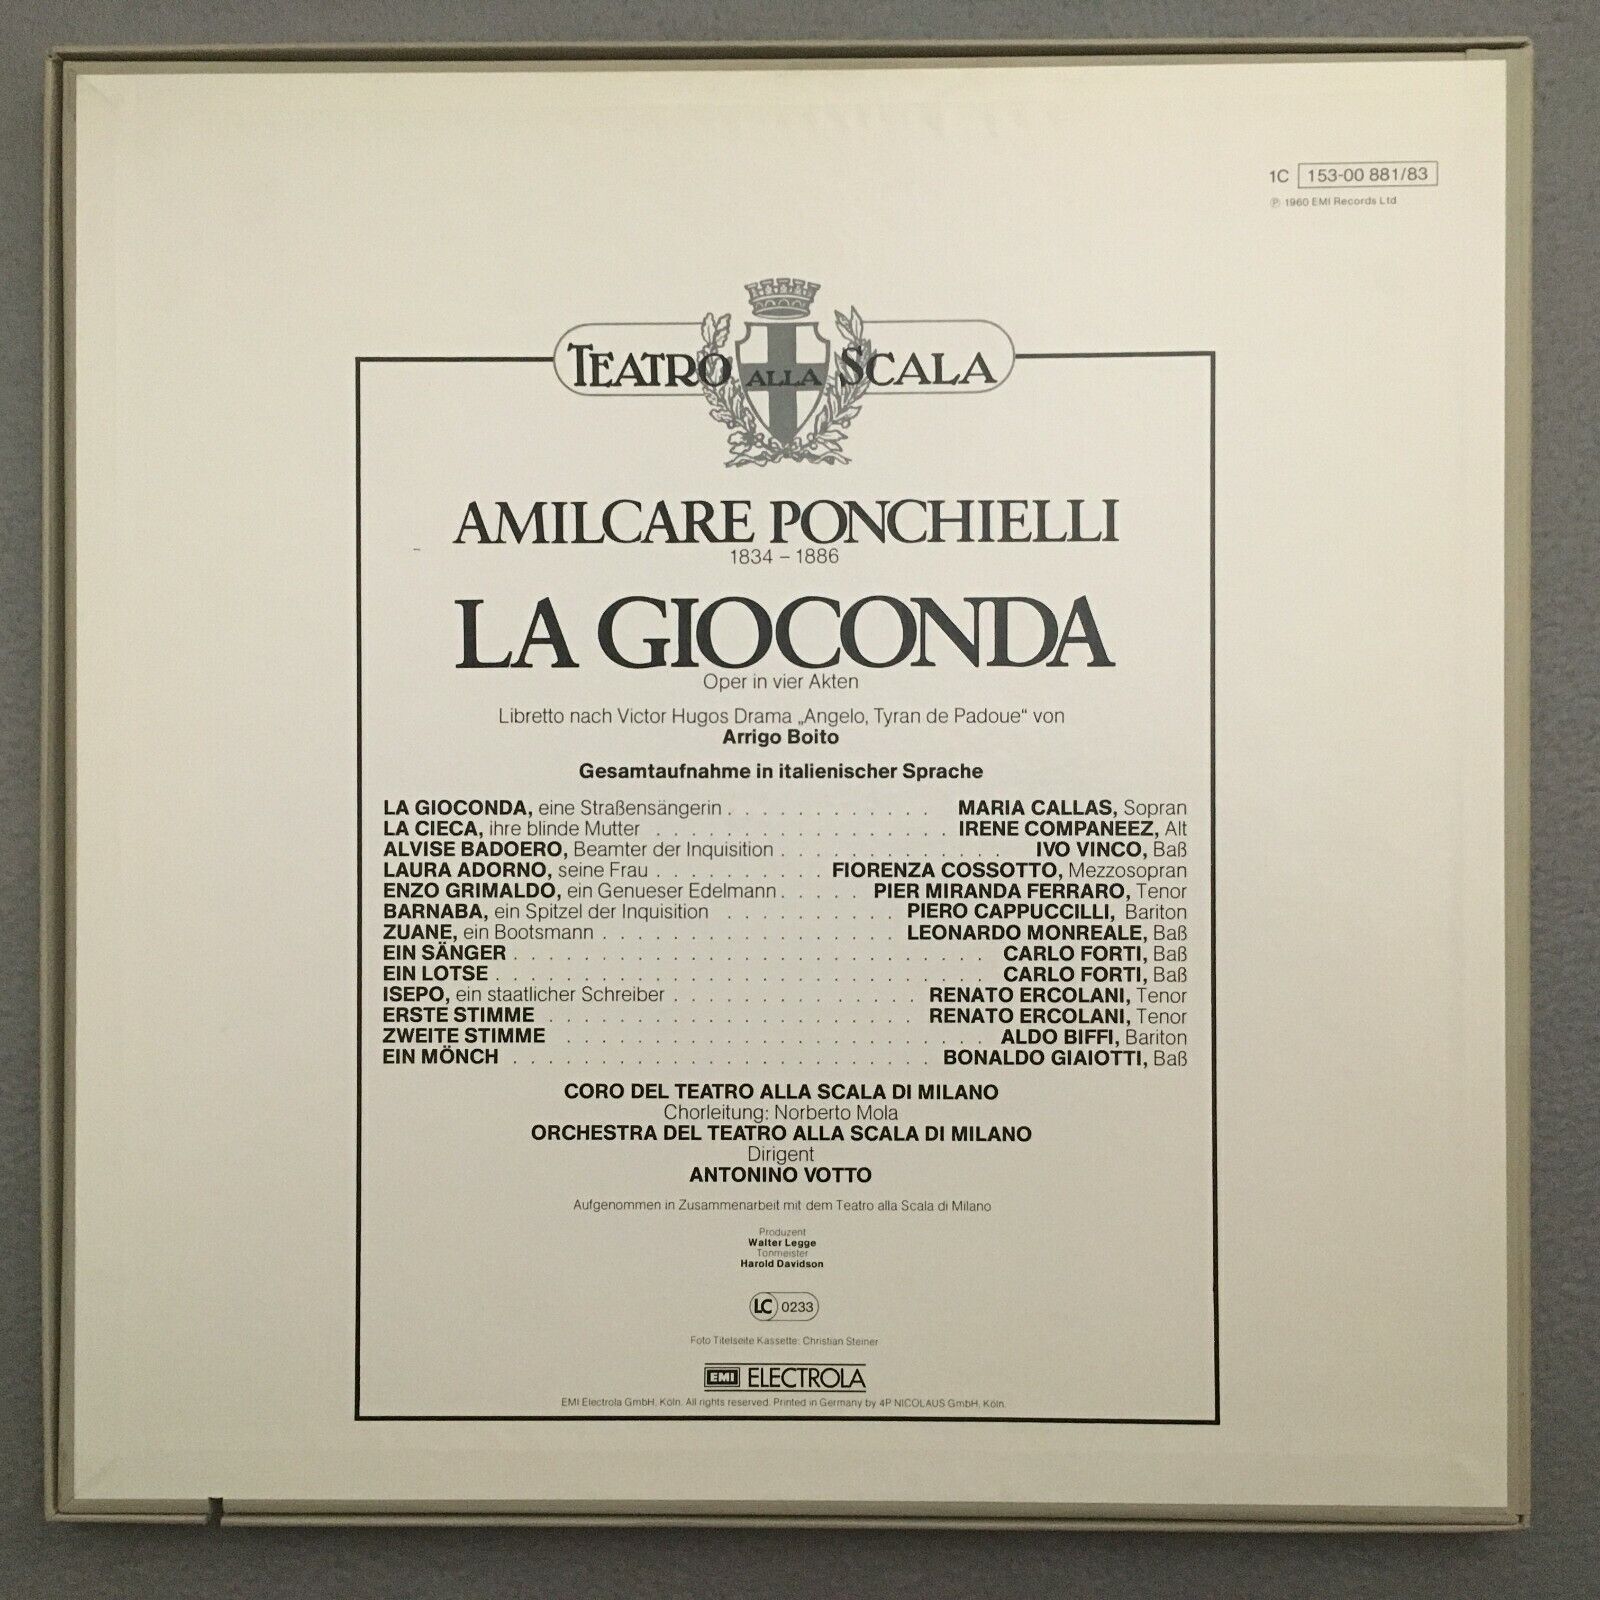 1C 153-00 881/83
Ⓟ 1960 EMI Records Ltd
TEATRO ALLA SCALA
AMILCARE PONCHIELLI
1834 – 1886
LA GIOCONDA
Oper in vier Akten
Libretto nach Victor Hugos Drama „Angelo, Tyran de Padoue“ von
Arrigo Boito
Gesamtaufnahme in italienischer Sprache
LA GIOCONDA, eine Straßensängerin . . . . . . . . . . . . MARIA CALLAS, Sopran
LA CIECA, ihre blinde Mutter . . . . . . . . . . . . . . . . . IRENE COMPANEEZ, Alt
ALVISE BADOERO, Beamter der Inquisition . . . . . . . . . . . . . IVO VINCO, Baß
LAURA ADORNO, seine Frau . . . . . . . . . . FIORENZA COSSOTTO, Mezzosopran
ENZO GRIMALDO, ein Genueser Edelmann . . . . . PIER MIRANDA FERRARO, Tenor
BARNABA, ein Spitzel der Inquisition . . . . . . . . . . PIERO CAPPUCCILLI, Bariton
ZUANE, ein Bootsmann . . . . . . . . . . . . . . . . . LEONARDO MONREALE, Baß
EIN SÄNGER . . . . . . . . . . . . . . . . . . . . . . . . . . . CARLO FORTI, Baß
EIN LOTSE . . . . . . . . . . . . . . . . . . . . . . . . . . . . CARLO FORTI, Baß
ISEPO, ein staatlicher Schreiber . . . . . . . . . . . . . . RENATO ERCOLANI, Tenor
ERSTE STIMME . . . . . . . . . . . . . . . . . . . . . RENATO ERCOLANI, Tenor
ZWEITE STIMME . . . . . . . . . . . . . . . . . . . . . . . . ALDO BIFFI, Bariton
EIN MÖNCH . . . . . . . . . . . . . . . . . . . . . . . . BONALDO GIAIOTTI, Baß
CORO DEL TEATRO ALLA SCALA DI MILANO
Chorleitung: Norberto Mola
ORCHESTRA DEL TEATRO ALLA SCALA DI MILANO
Dirigent
ANTONINO VOTTO
Aufgenommen in Zusammenarbeit mit dem Teatro alla Scala di Milano
Produzent
Walter Legge
Tonmeister
Harold Davidson
LC 0233
Foto Titelseite Kassette: Christian Steiner
EMI ELECTROLA
EMI Electrola GmbH, Köln. All rights reserved. Printed in Germany by 4P NICOLAUS GmbH, Köln.